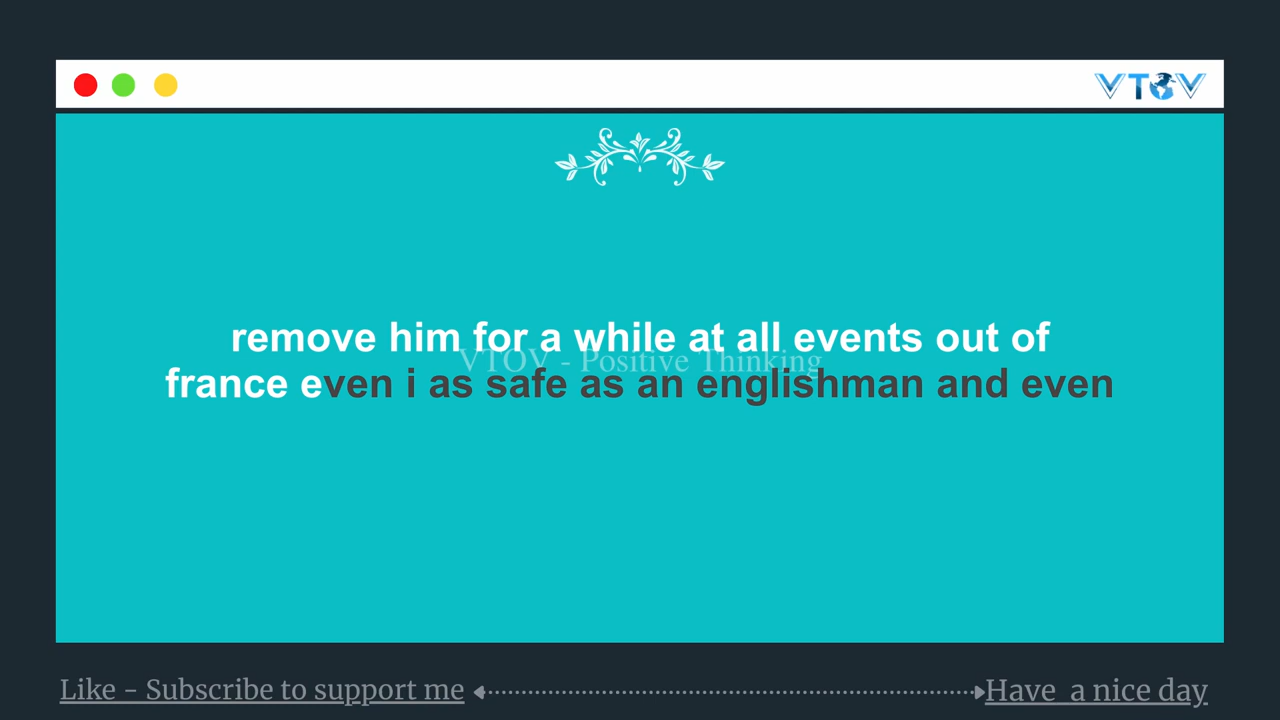 VTOV
remove him for a while at all events out of
VTOV - Positive Thinking
france even i as safe as an englishman and even
Like - Subscribe to support me
Have a nice day